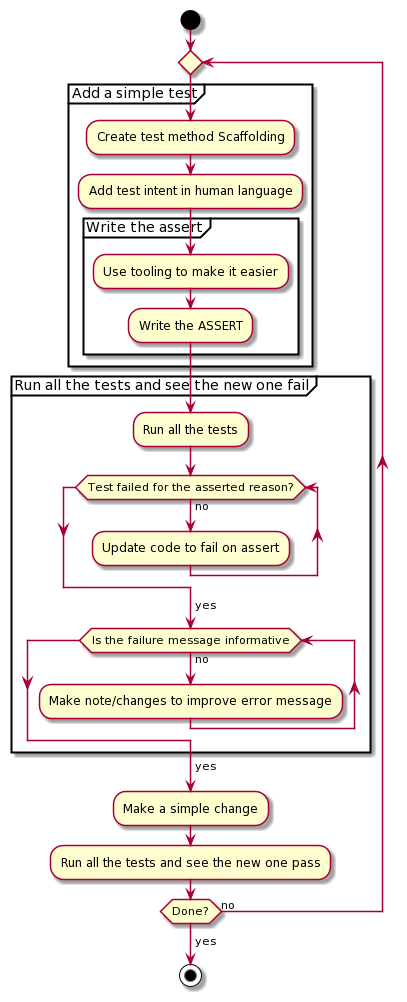 Add a simple test
Create test method Scaffolding
Add test intent in human language
Write the assert
Use tooling to make it easier
Write the ASSERT
Run all the tests and see the new one fail
Run all the tests
Test failed for the asserted reason?
no
Update code to fail on assert
yes
Is the failure message informative
no
Make note/changes to improve error message
yes
Make a simple change
Run all the tests and see the new one pass
Done?
no
yes